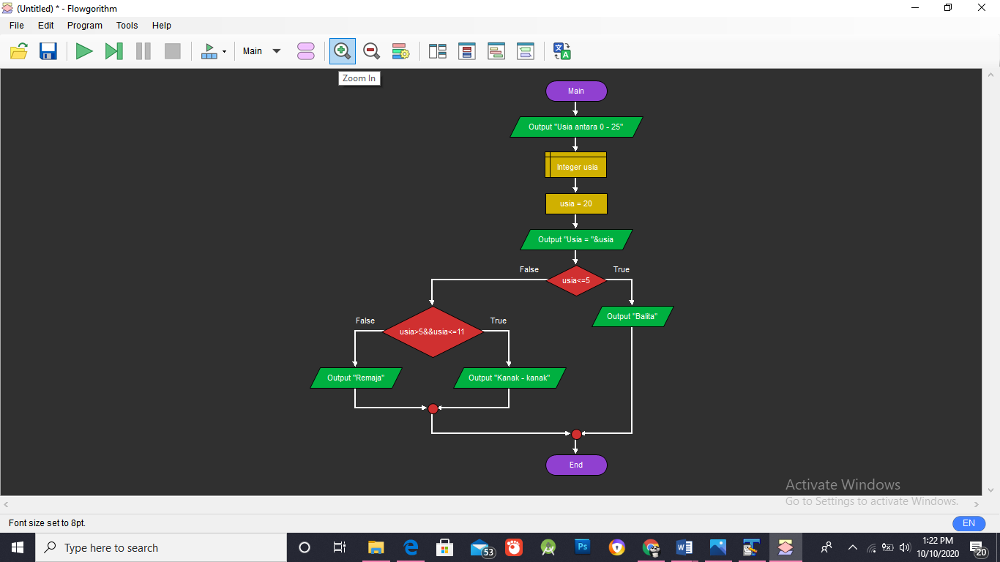 (Untitled) * - Flowgorithm
File Edit Program Tools Help
Main
Zoom In
Main
Output "Usia antara 0 - 25"
Integer usia
usia = 20
Output "Usia = "&usia
False
True
usia<=5
Output "Balita"
False
True
usia>5&&usia<=11
Output "Remaja"
Output "Kanak - kanak"
End
Activate Windows
Go to Settings to activate Windows.
Font size set to 8pt.
EN
Type here to search
53
Ps
1:22 PM
10/10/2020
20